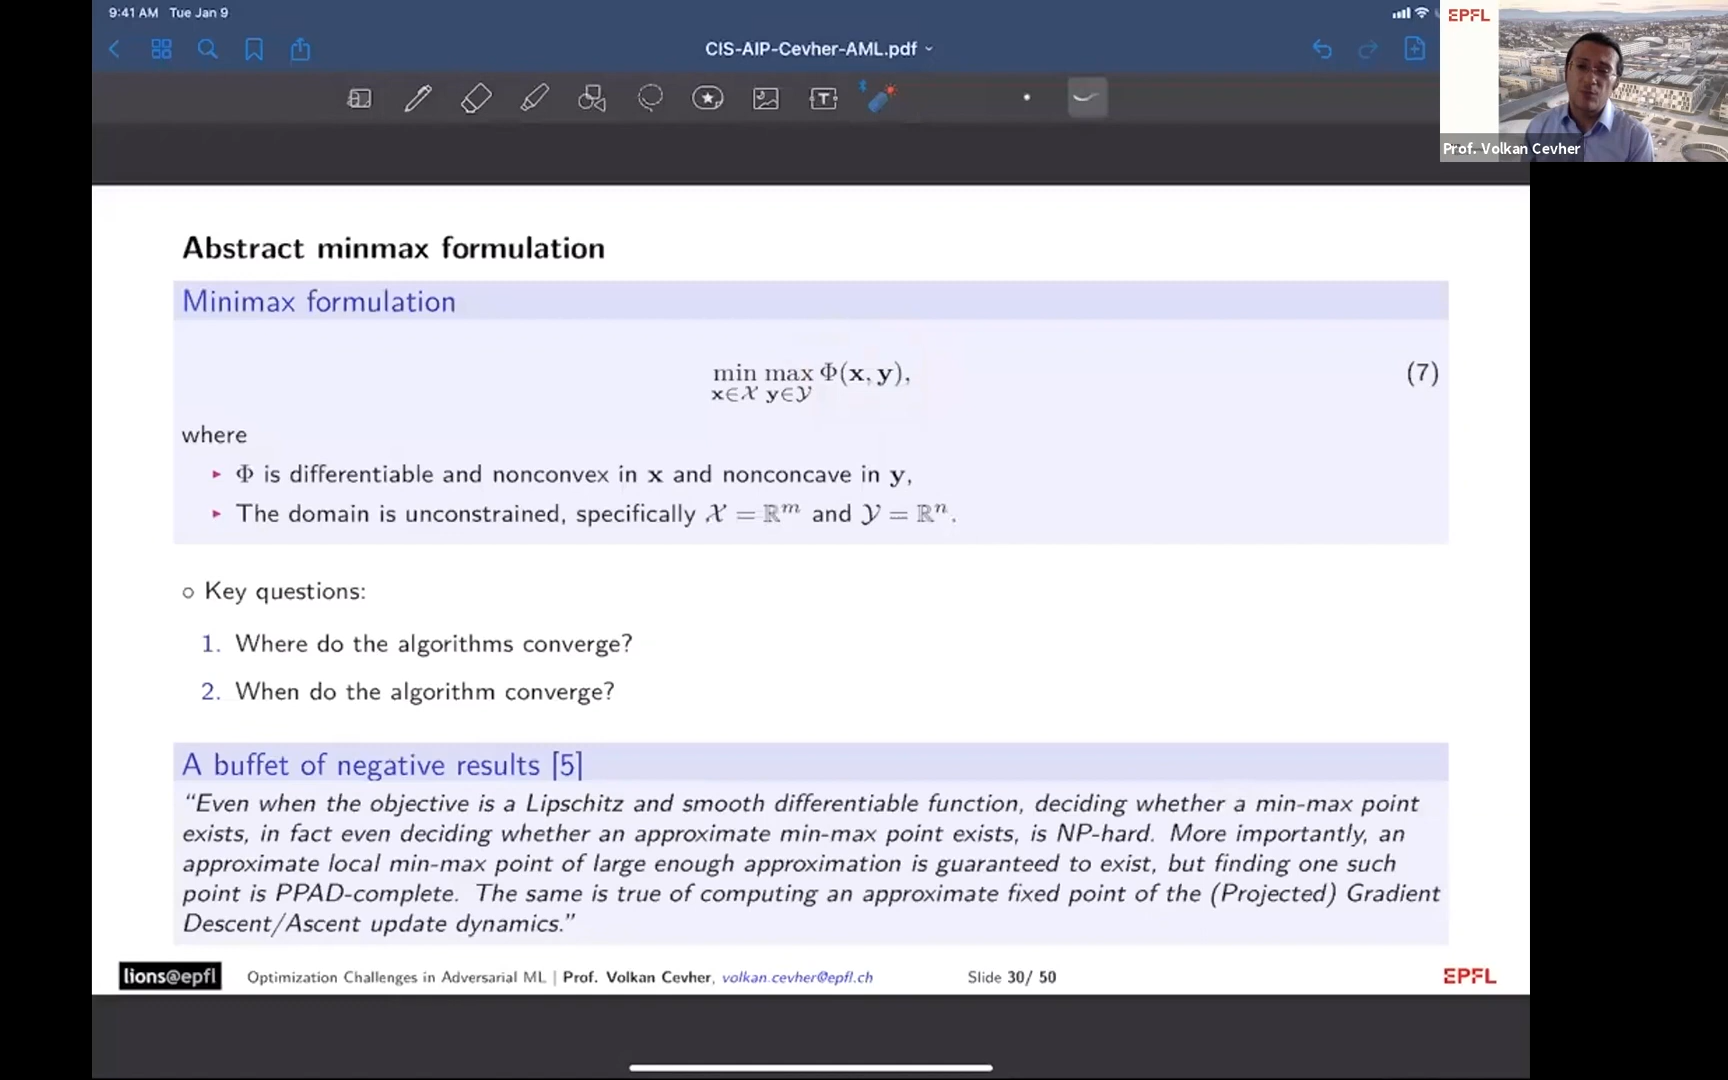 9:41 AM Tue Jan 9
CIS-AIP-Cevher-AML.pdf
EPFL
Prof. Volkan Cevher
Abstract minmax formulation
Minimax formulation
min max Φ(x, y), (7)
x∈𝒳 y∈𝒴
where
▸ Φ is differentiable and nonconvex in x and nonconcave in y,
▸ The domain is unconstrained, specifically 𝒳 = ℝᵐ and 𝒴 = ℝⁿ.
○ Key questions:
1. Where do the algorithms converge?
2. When do the algorithm converge?
A buffet of negative results [5]
“Even when the objective is a Lipschitz and smooth differentiable function, deciding whether a min-max point
exists, in fact even deciding whether an approximate min-max point exists, is NP-hard. More importantly, an
approximate local min-max point of large enough approximation is guaranteed to exist, but finding one such
point is PPAD-complete. The same is true of computing an approximate fixed point of the (Projected) Gradient
Descent/Ascent update dynamics.”
lions@epfl Optimization Challenges in Adversarial ML | Prof. Volkan Cevher, volkan.cevher@epfl.ch Slide 30/ 50 EPFL